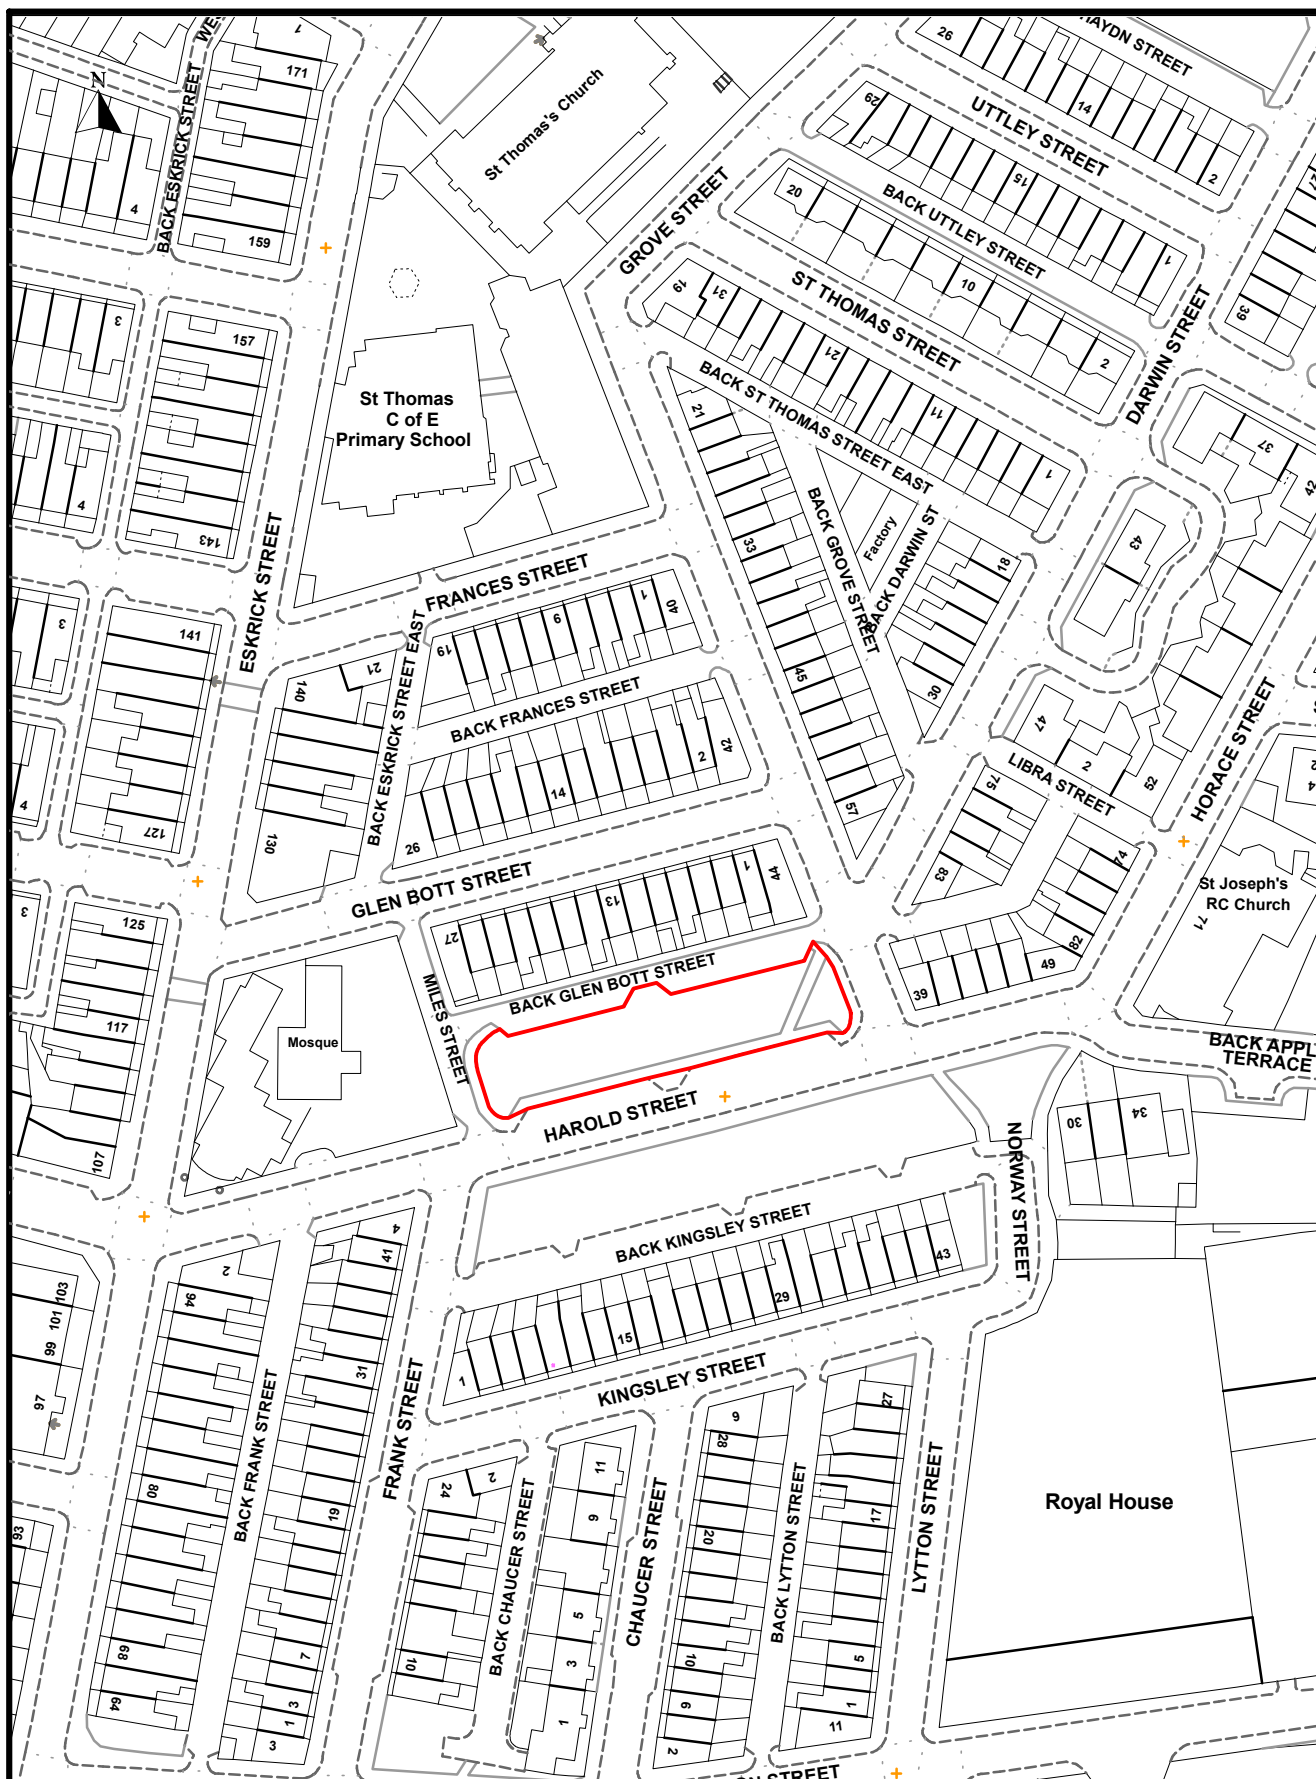 N
WES
1
171
BACK ESKRICK STREET
4
159
St Thomas's Church
26
HAYDN STREET
14
UTTLEY STREET
2
29
15
BACK UTTLEY STREET
1
20
10
2
GROVE STREET
ST THOMAS STREET
39
DARWIN STREET
3
157
19
31
21
11
1
BACK ST THOMAS STREET EAST
St Thomas
C of E
Primary School
4
143
ESKRICK STREET
21
33
45
57
BACK GROVE STREET
Factory
BACK DARWIN ST
18
30
37
42
43
FRANCES STREET
19
9
1
40
3
141
21
140
130
BACK ESKRICK STREET EAST
BACK FRANCES STREET
42
2
14
26
47
2
52
LIBRA STREET
HORACE STREET
4
127
75
83
74
82
49
39
St Joseph's
RC Church
71
GLEN BOTT STREET
27
13
1
44
3
125
117
107
Mosque
MILES STREET
BACK GLEN BOTT STREET
HAROLD STREET
BACK APPL
TERRACE
30
34
NORWAY STREET
BACK KINGSLEY STREET
43
29
15
1
KINGSLEY STREET
4
41
31
19
7
3
1
3
2
94
80
68
64
103
101
99
97
93
BACK FRANK STREET
FRANK STREET
24
2
10
BACK CHAUCER STREET
11
9
5
3
1
CHAUCER STREET
9
28
20
10
6
2
BACK LYTTON STREET
27
17
5
1
11
LYTTON STREET
Royal House
STREET